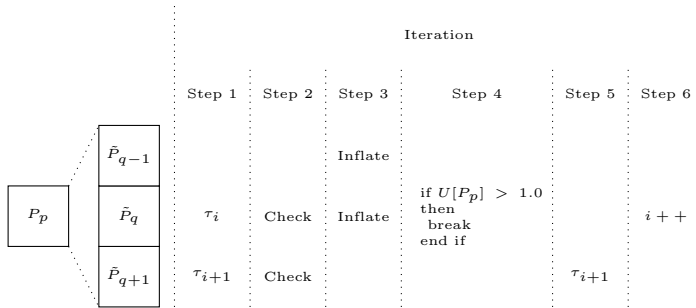 Iteration
Step 1 Step 2 Step 3 Step 4 Step 5 Step 6
P̃_{q−1} Inflate
if U[P_p] > 1.0
then
break
end if
P_p P̃_q τ_i Check Inflate i + +
P̃_{q+1} τ_{i+1} Check τ_{i+1}